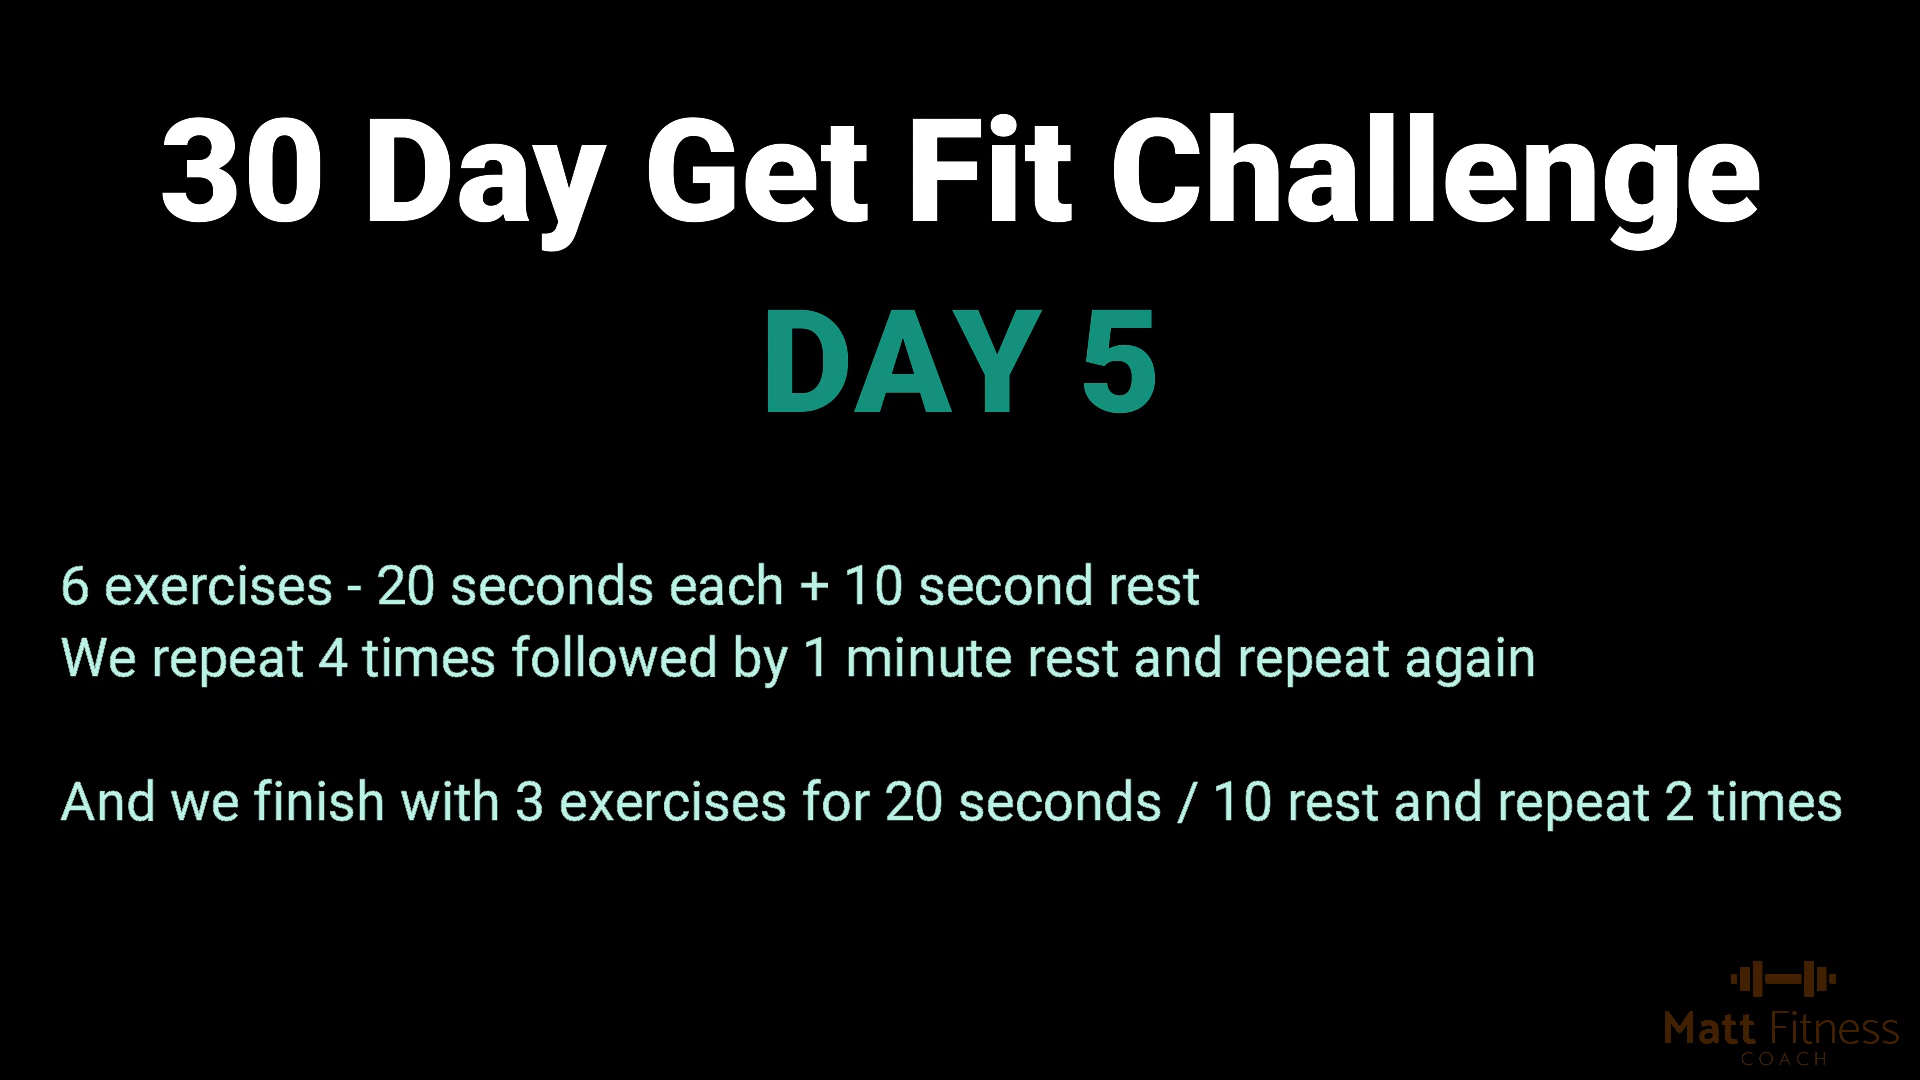 30 Day Get Fit Challenge
DAY 5
6 exercises - 20 seconds each + 10 second rest
We repeat 4 times followed by 1 minute rest and repeat again
And we finish with 3 exercises for 20 seconds / 10 rest and repeat 2 times
Matt Fitness
COACH